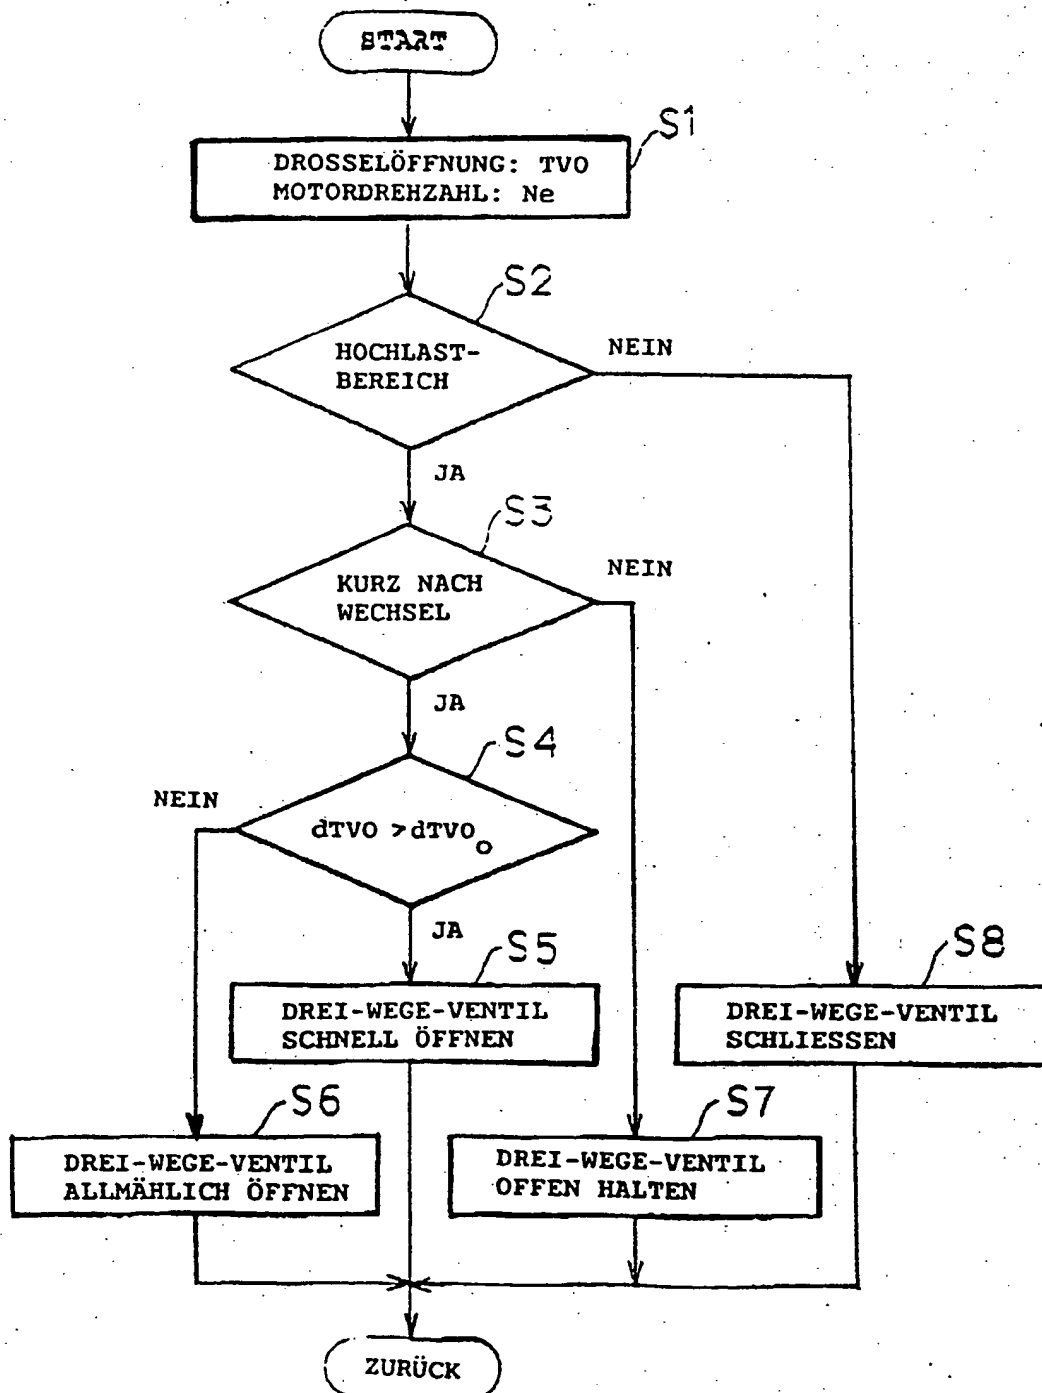 START
S1
DROSSELÖFFNUNG: TVO
MOTORDREHZAHL: Ne
S2
HOCHLAST-
BEREICH
NEIN
JA
S3
KURZ NACH
WECHSEL
NEIN
JA
S4
NEIN
dTVO > dTVO₀
JA
S5
DREI-WEGE-VENTIL
SCHNELL ÖFFNEN
S8
DREI-WEGE-VENTIL
SCHLIESSEN
S6
DREI-WEGE-VENTIL
ALLMÄHLICH ÖFFNEN
S7
DREI-WEGE-VENTIL
OFFEN HALTEN
ZURÜCK